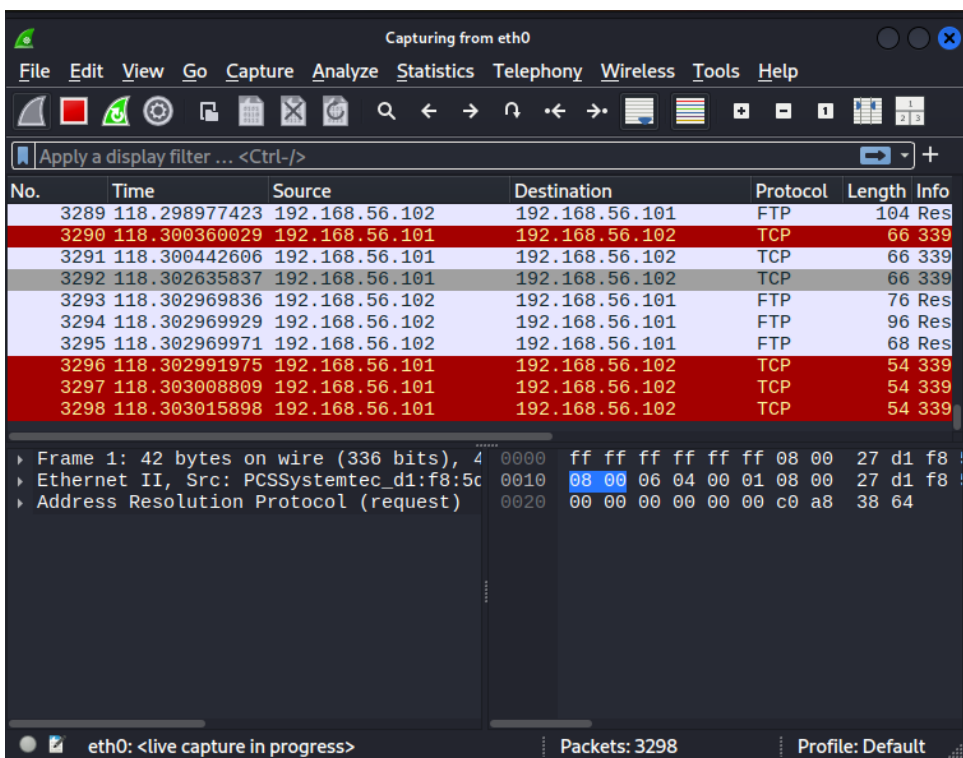 Capturing from eth0
File Edit View Go Capture Analyze Statistics Telephony Wireless Tools Help
Apply a display filter ... <Ctrl-/>
No. Time Source Destination Protocol Length Info
3289 118.298977423 192.168.56.102 192.168.56.101 FTP 104 Res
3290 118.300360029 192.168.56.101 192.168.56.102 TCP 66 339
3291 118.300442606 192.168.56.101 192.168.56.102 TCP 66 339
3292 118.302635837 192.168.56.101 192.168.56.102 TCP 66 339
3293 118.302969836 192.168.56.102 192.168.56.101 FTP 76 Res
3294 118.302969929 192.168.56.102 192.168.56.101 FTP 96 Res
3295 118.302969971 192.168.56.102 192.168.56.101 FTP 68 Res
3296 118.302991975 192.168.56.101 192.168.56.102 TCP 54 339
3297 118.303008809 192.168.56.101 192.168.56.102 TCP 54 339
3298 118.303015898 192.168.56.101 192.168.56.102 TCP 54 339
Frame 1: 42 bytes on wire (336 bits), 4
Ethernet II, Src: PCSSystemtec_d1:f8:5d
Address Resolution Protocol (request)
0000 ff ff ff ff ff ff 08 00 27 d1 f8
0010 08 00 06 04 00 01 08 00 27 d1 f8
0020 00 00 00 00 00 00 c0 a8 38 64
eth0: <live capture in progress> Packets: 3298 Profile: Default